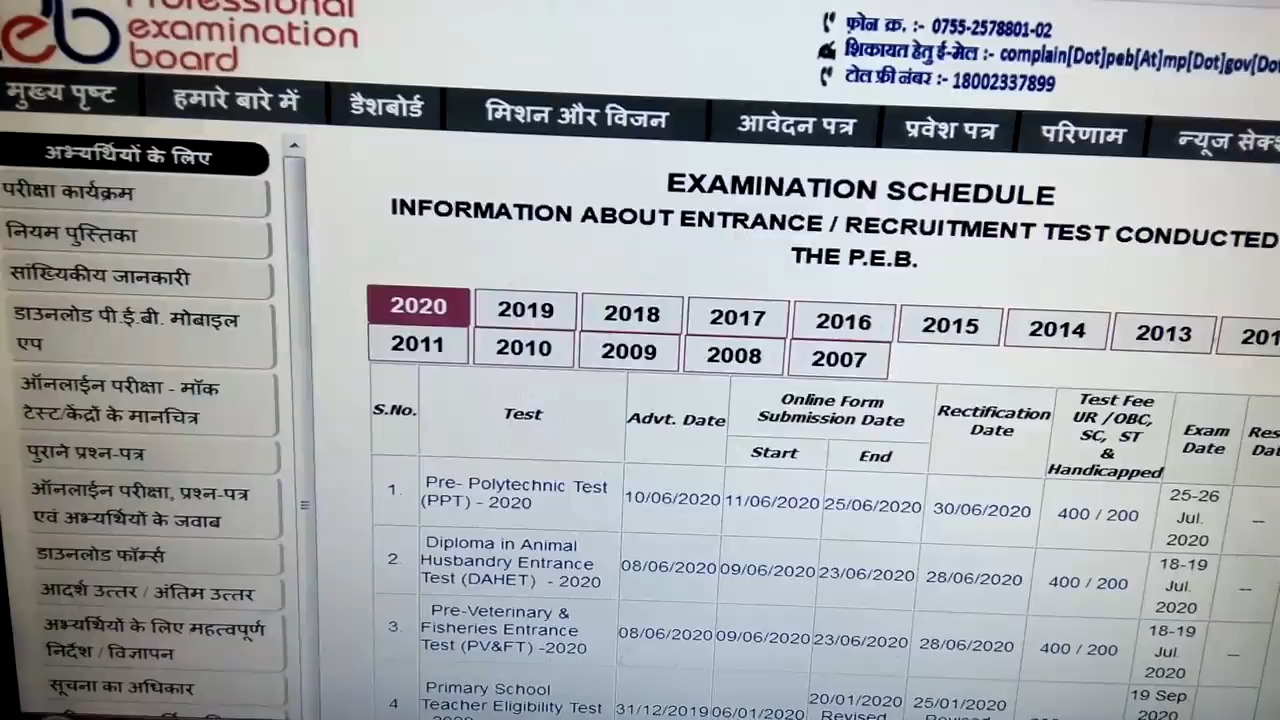 Professional
examination
board
फ़ोन क्र. :- 0755-2578801-02
शिकायत हेतु ई-मेल :- complain[Dot]peb[At]mp[Dot]gov[Do
टोल फ्री नंबर :- 18002337899
मुख्य पृष्ट हमारे बारे में डैशबोर्ड मिशन और विजन आवेदन पत्र प्रवेश पत्र परिणाम न्यूज
अभ्यर्थियों के लिए
परीक्षा कार्यक्रम
नियम पुस्तिका
सांख्यिकीय जानकारी
डाउनलोड पी.ई.बी. मोबाइल
एप
ऑनलाईन परीक्षा - मॉक
टेस्ट/केंद्रों के मानचित्र
पुराने प्रश्न-पत्र
ऑनलाईन परीक्षा, प्रश्न-पत्र
एवं अभ्यर्थियों के जवाब
डाउनलोड फॉर्म्स
आदर्श उत्तर / अंतिम उत्तर
अभ्यर्थियों के लिए महत्वपूर्ण
निर्देश / विज्ञापन
सूचना का अधिकार
EXAMINATION SCHEDULE
INFORMATION ABOUT ENTRANCE / RECRUITMENT TEST CONDUCTED
THE P.E.B.
2020 2019 2018 2017 2016 2015 2014 2013 201
2011 2010 2009 2008 2007
S.No. Test Advt. Date Online Form
Submission Date
Start End
Rectification
Date
Test Fee
UR /OBC,
SC, ST
&
Handicapped
Exam
Date
Res
Dat
1. Pre- Polytechnic Test
(PPT) - 2020
10/06/2020 11/06/2020 25/06/2020 30/06/2020 400 / 200 25-26
Jul.
2020
--
2. Diploma in Animal
Husbandry Entrance
Test (DAHET) - 2020
08/06/2020 09/06/2020 23/06/2020 28/06/2020 400 / 200 18-19
Jul.
2020
--
3. Pre-Veterinary &
Fisheries Entrance
Test (PV&FT) -2020
08/06/2020 09/06/2020 23/06/2020 28/06/2020 400 / 200 18-19
Jul.
2020
--
4 Primary School
Teacher Eligibility Test
31/12/2019 06/01/2020 20/01/2020
Revised
25/01/2020
19 Sep
2020